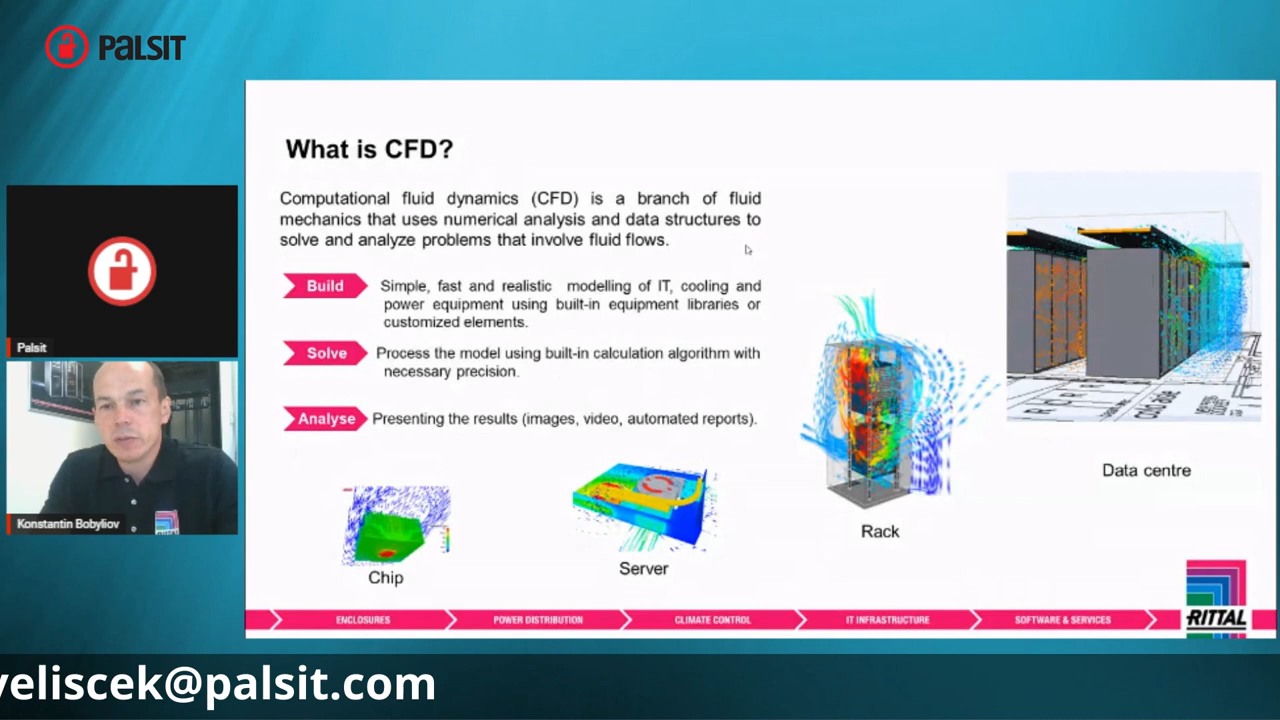 PaLSIT
What is CFD?
Computational fluid dynamics (CFD) is a branch of fluid
mechanics that uses numerical analysis and data structures to
solve and analyze problems that involve fluid flows.
Build
Simple, fast and realistic modelling of IT, cooling and
power equipment using built-in equipment libraries or
customized elements.
Solve
Process the model using built-in calculation algorithm with
necessary precision.
Analyse
Presenting the results (images, video, automated reports).
Chip
Server
Rack
Data centre
Palsit
Konstantin Bobyliov
ENCLOSURES
POWER DISTRIBUTION
CLIMATE CONTROL
IT INFRASTRUCTURE
SOFTWARE & SERVICES
RITTAL
veliscek@palsit.com